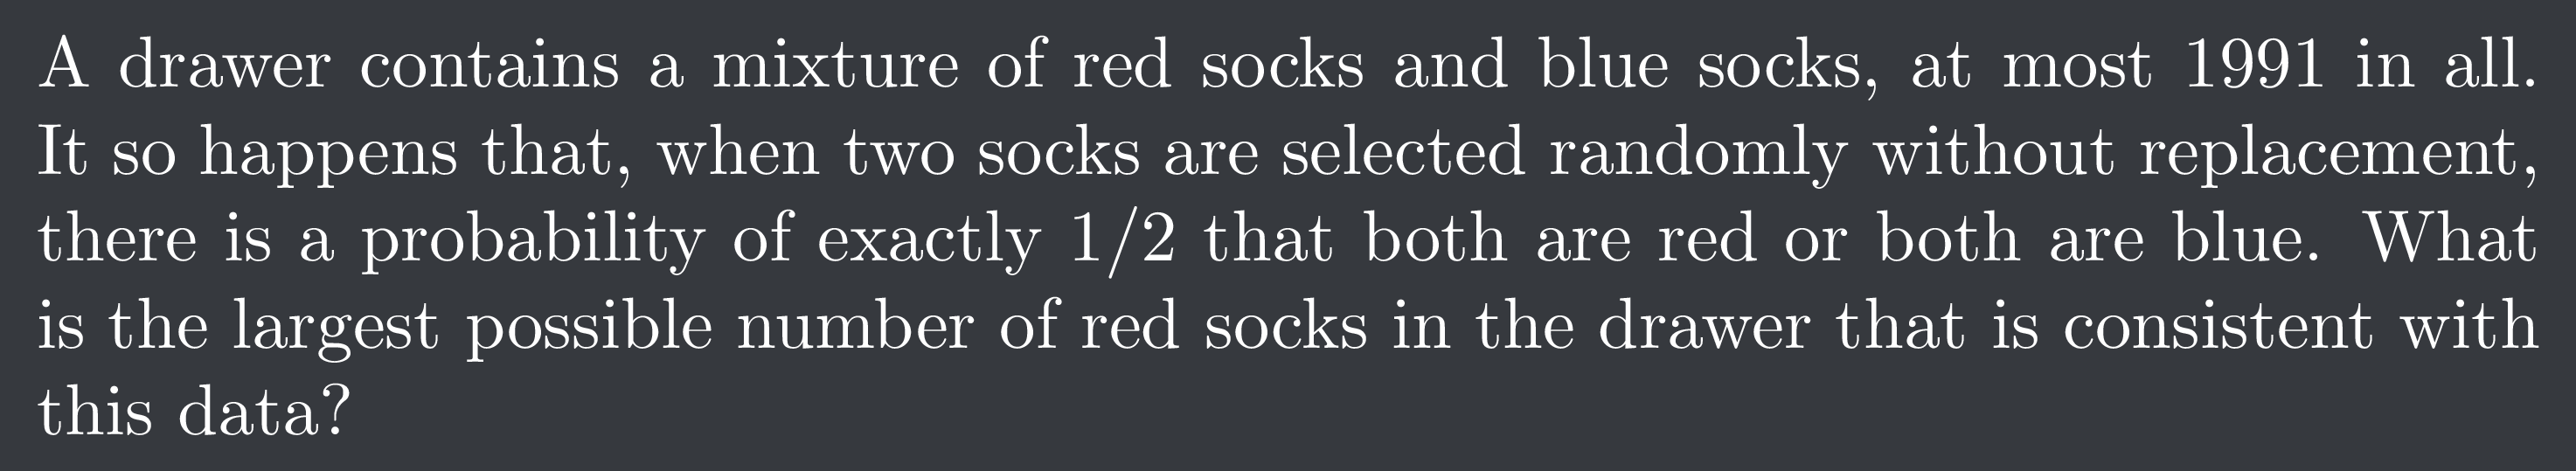 A drawer contains a mixture of red socks and blue socks, at most 1991 in all.
It so happens that, when two socks are selected randomly without replacement,
there is a probability of exactly 1/2 that both are red or both are blue. What
is the largest possible number of red socks in the drawer that is consistent with
this data?